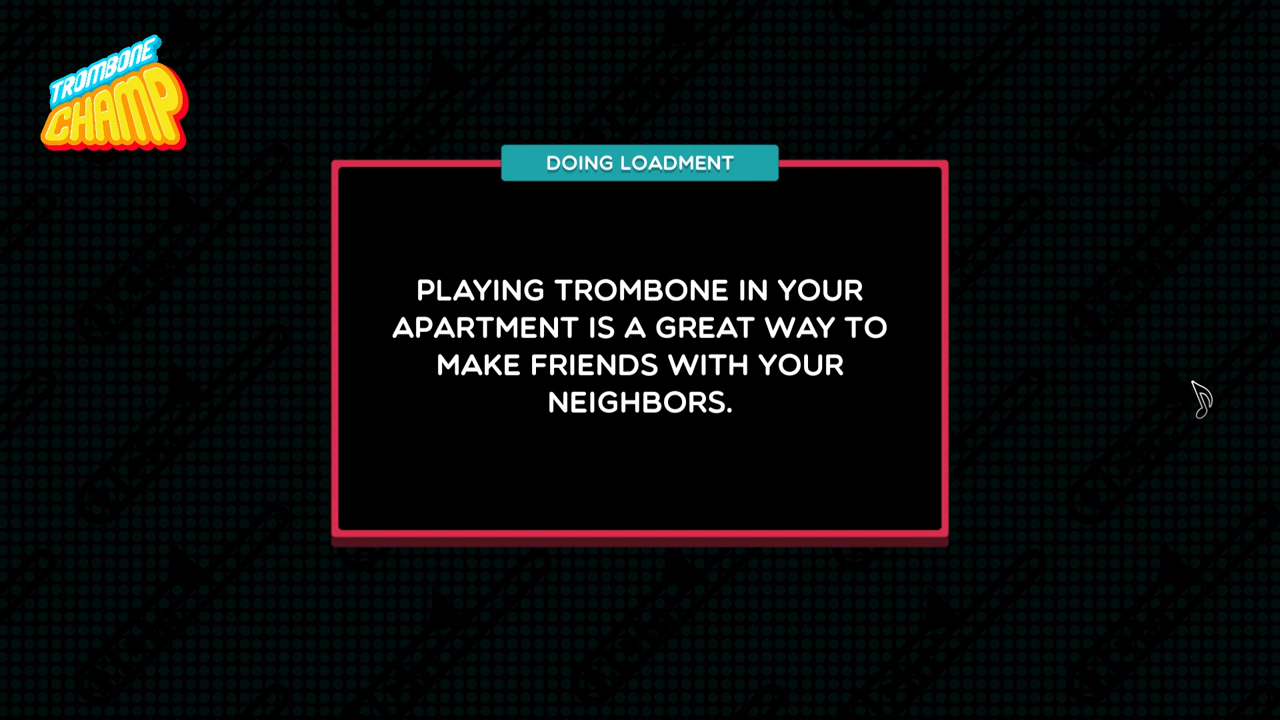 TROMBONE
CHAMP
DOING LOADMENT
PLAYING TROMBONE IN YOUR
APARTMENT IS A GREAT WAY TO
MAKE FRIENDS WITH YOUR
NEIGHBORS.